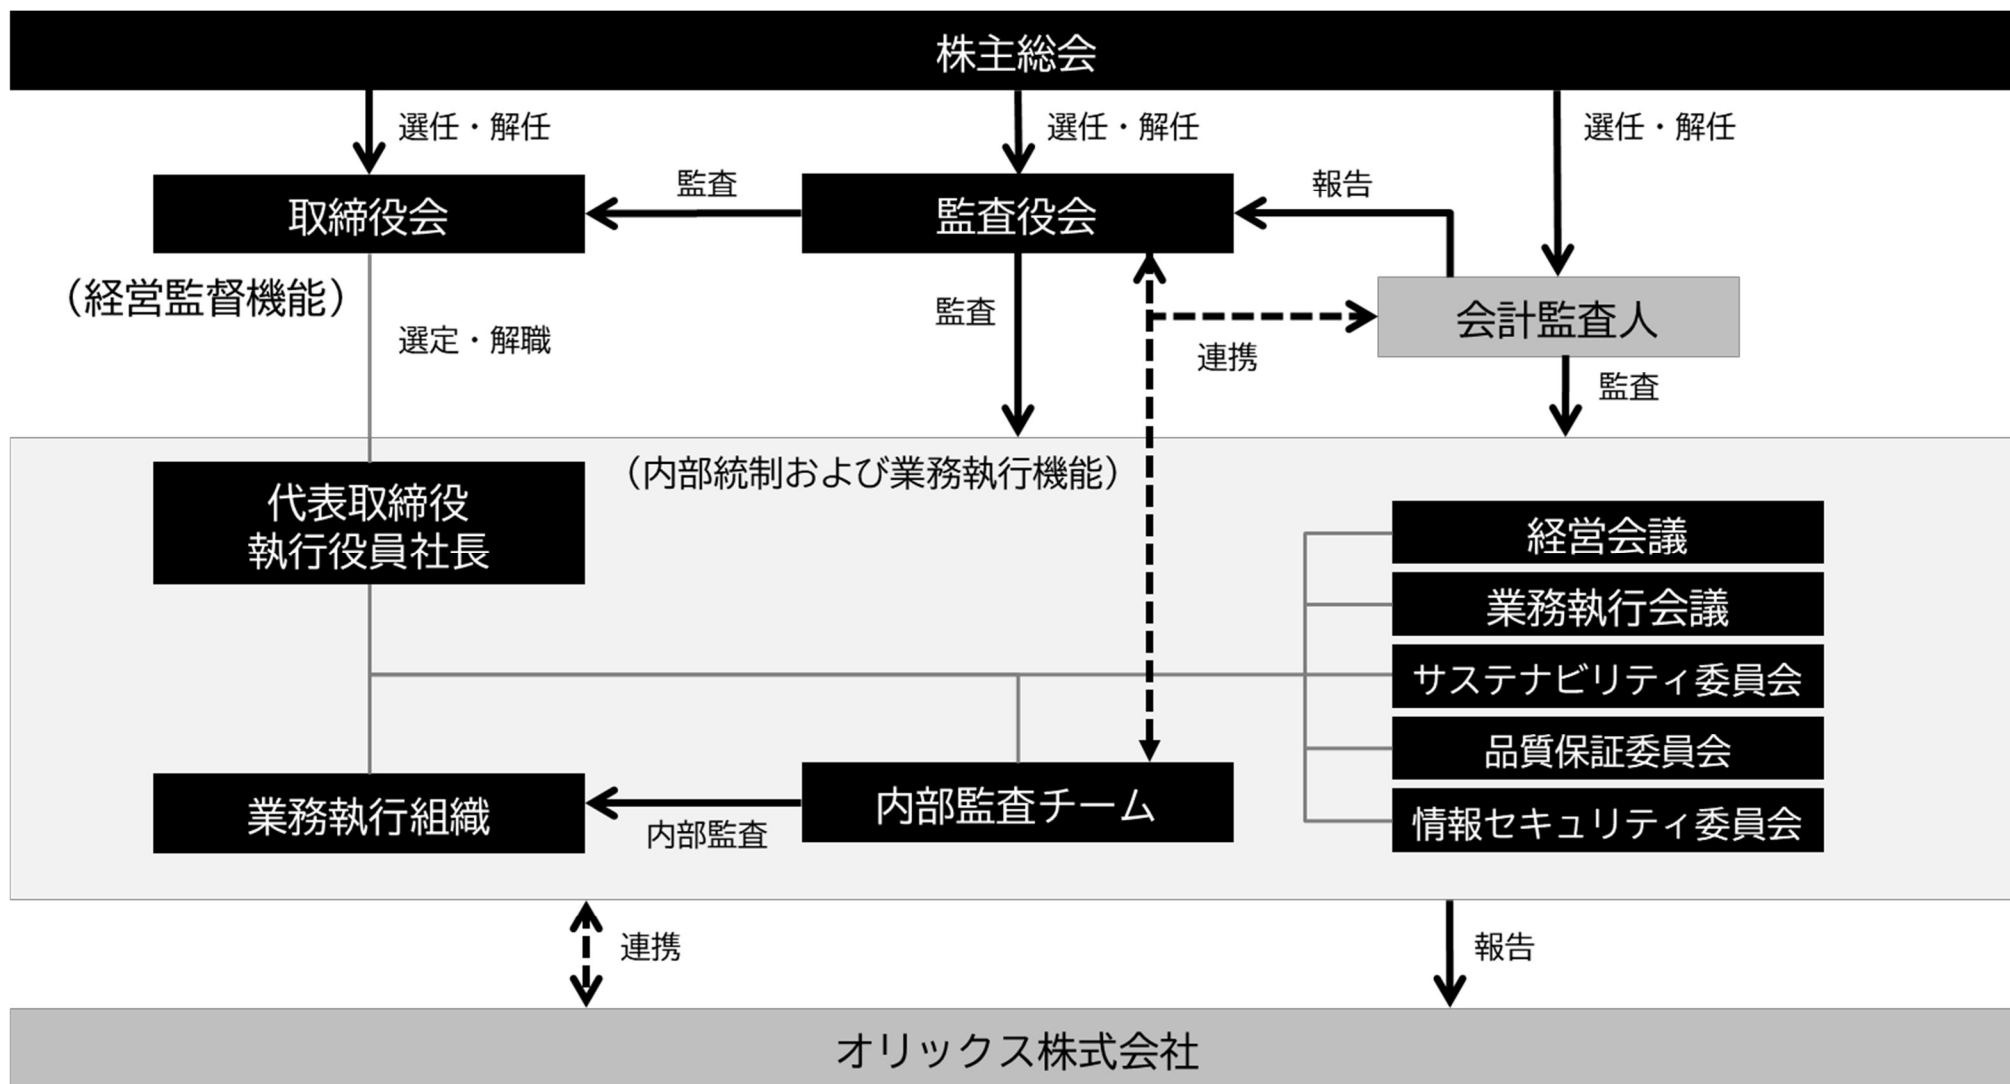 株主総会
選任・解任
選任・解任
選任・解任
監査
報告
取締役会
監査役会
（経営監督機能）
選定・解職
監査
会計監査人
連携
監査
（内部統制および業務執行機能）
代表取締役
執行役員社長
経営会議
業務執行会議
サステナビリティ委員会
品質保証委員会
情報セキュリティ委員会
業務執行組織
内部監査
内部監査チーム
連携
報告
オリックス株式会社